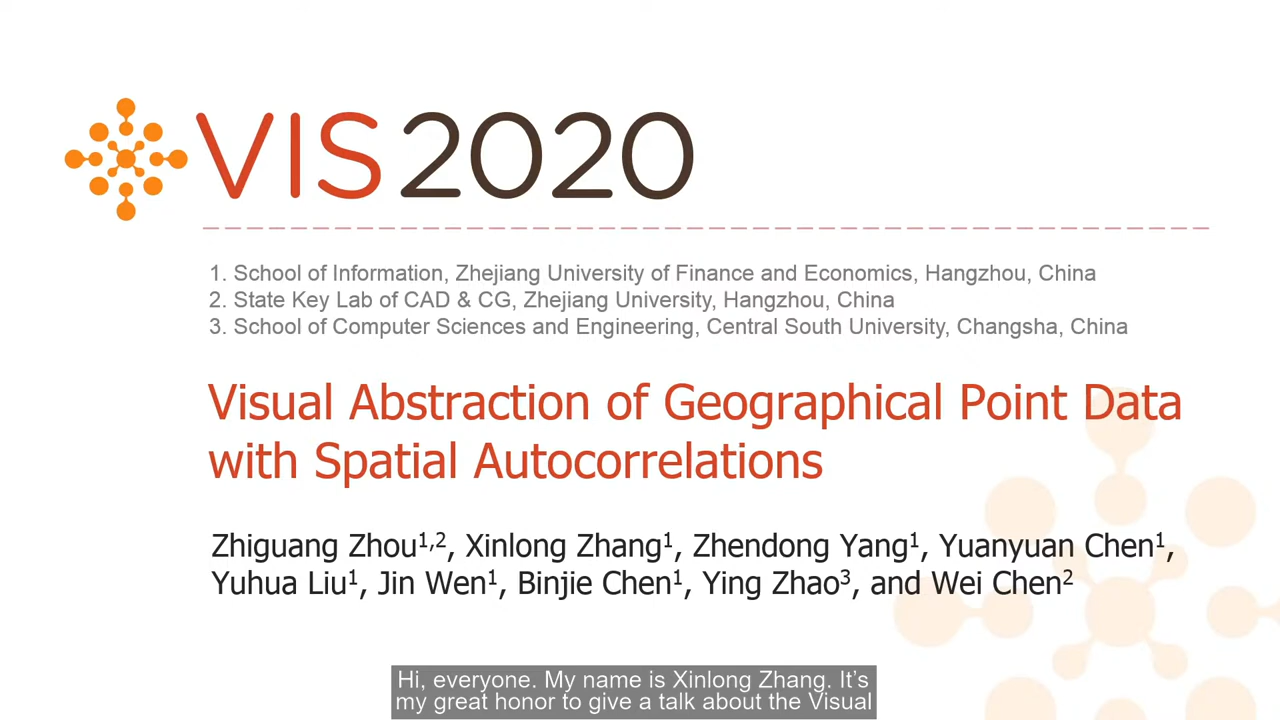 VIS2020
1. School of Information, Zhejiang University of Finance and Economics, Hangzhou, China
2. State Key Lab of CAD & CG, Zhejiang University, Hangzhou, China
3. School of Computer Sciences and Engineering, Central South University, Changsha, China
Visual Abstraction of Geographical Point Data
with Spatial Autocorrelations
Zhiguang Zhou1,2, Xinlong Zhang1, Zhendong Yang1, Yuanyuan Chen1,
Yuhua Liu1, Jin Wen1, Binjie Chen1, Ying Zhao3, and Wei Chen2
Hi, everyone. My name is Xinlong Zhang. It’s
my great honor to give a talk about the Visual